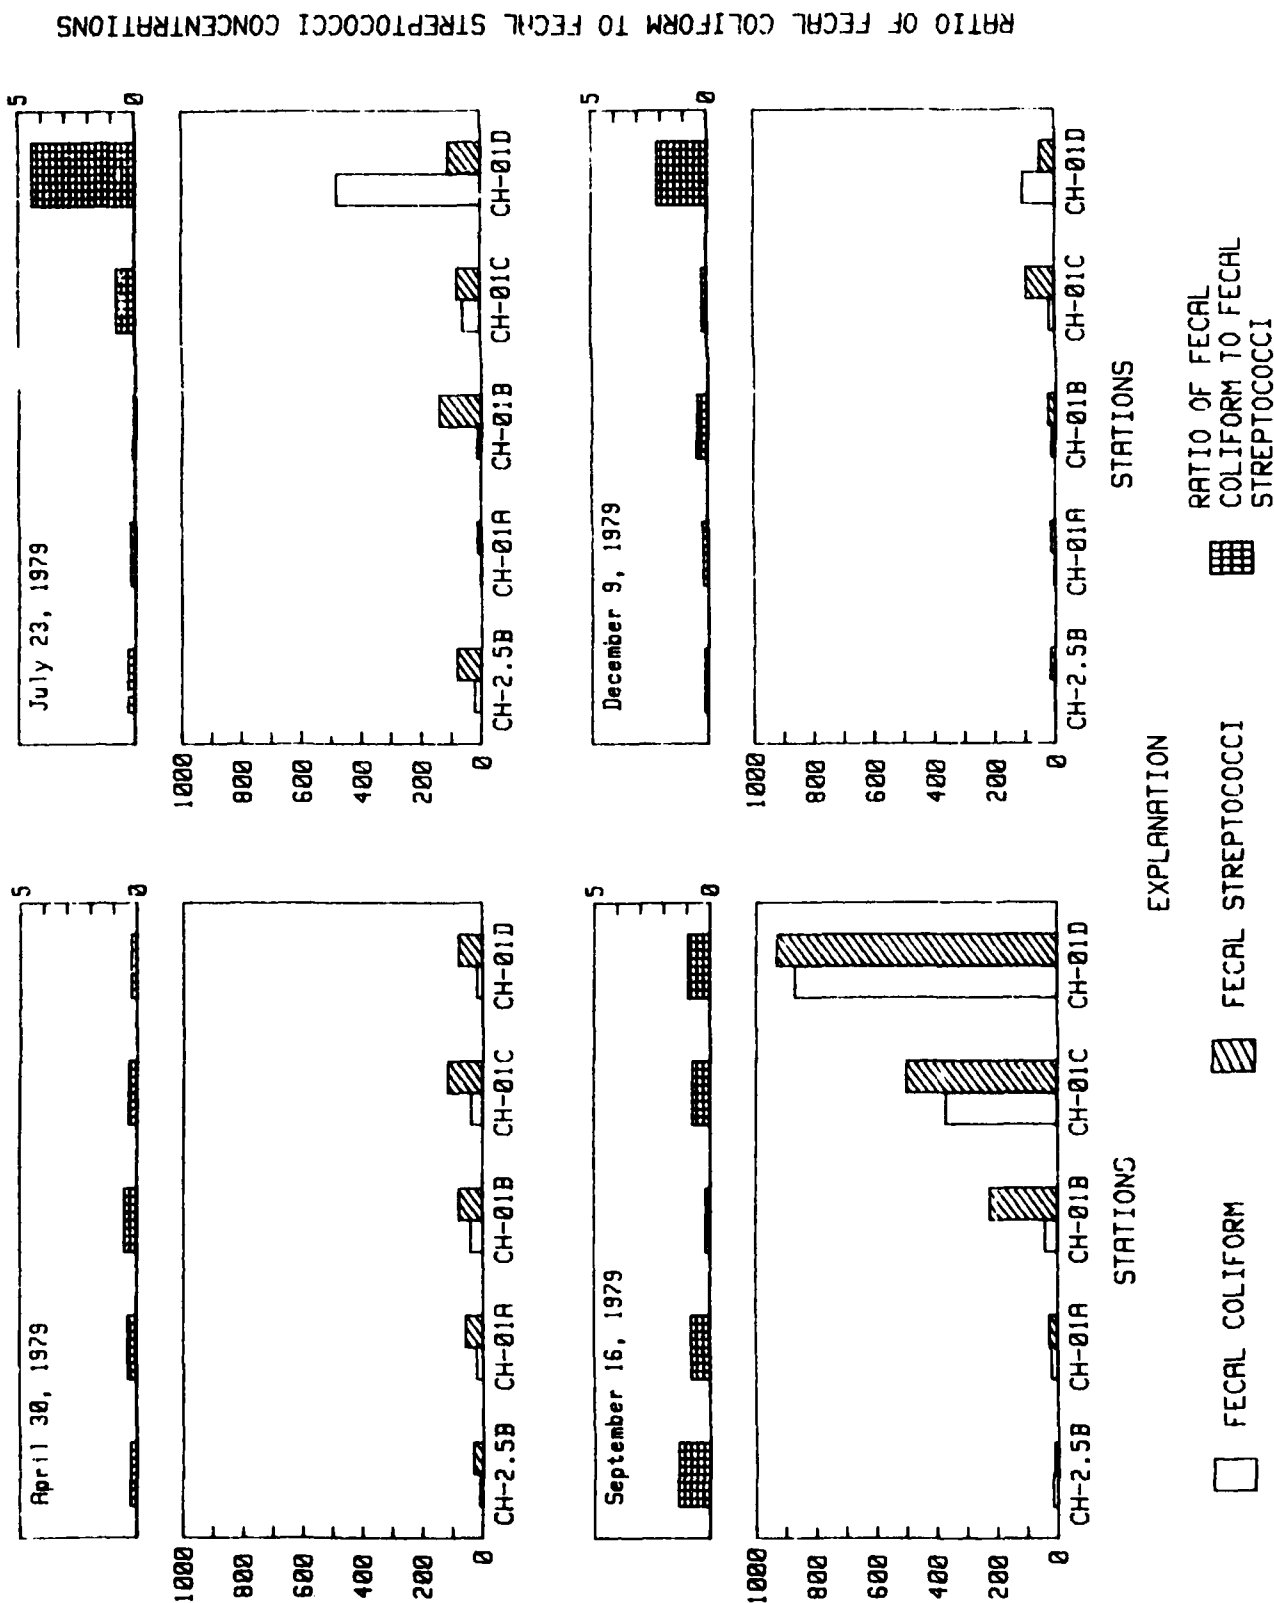 RATIO OF FECAL COLIFORM TO FECAL STREPTOCOCCI CONCENTRATIONS
April 30, 1979
5
0
1000
800
600
400
200
0
CH-2.5B CH-01A CH-01B CH-01C CH-01D
July 23, 1979
5
0
1000
800
600
400
200
0
CH-2.5B CH-01A CH-01B CH-01C CH-01D
September 16, 1979
5
0
1000
800
600
400
200
0
CH-2.5B CH-01A CH-01B CH-01C CH-01D
STATIONS
December 9, 1979
5
0
1000
800
600
400
200
0
CH-2.5B CH-01A CH-01B CH-01C CH-01D
STATIONS
EXPLANATION
FECAL COLIFORM
FECAL STREPTOCOCCI
RATIO OF FECAL
COLIFORM TO FECAL
STREPTOCOCCI